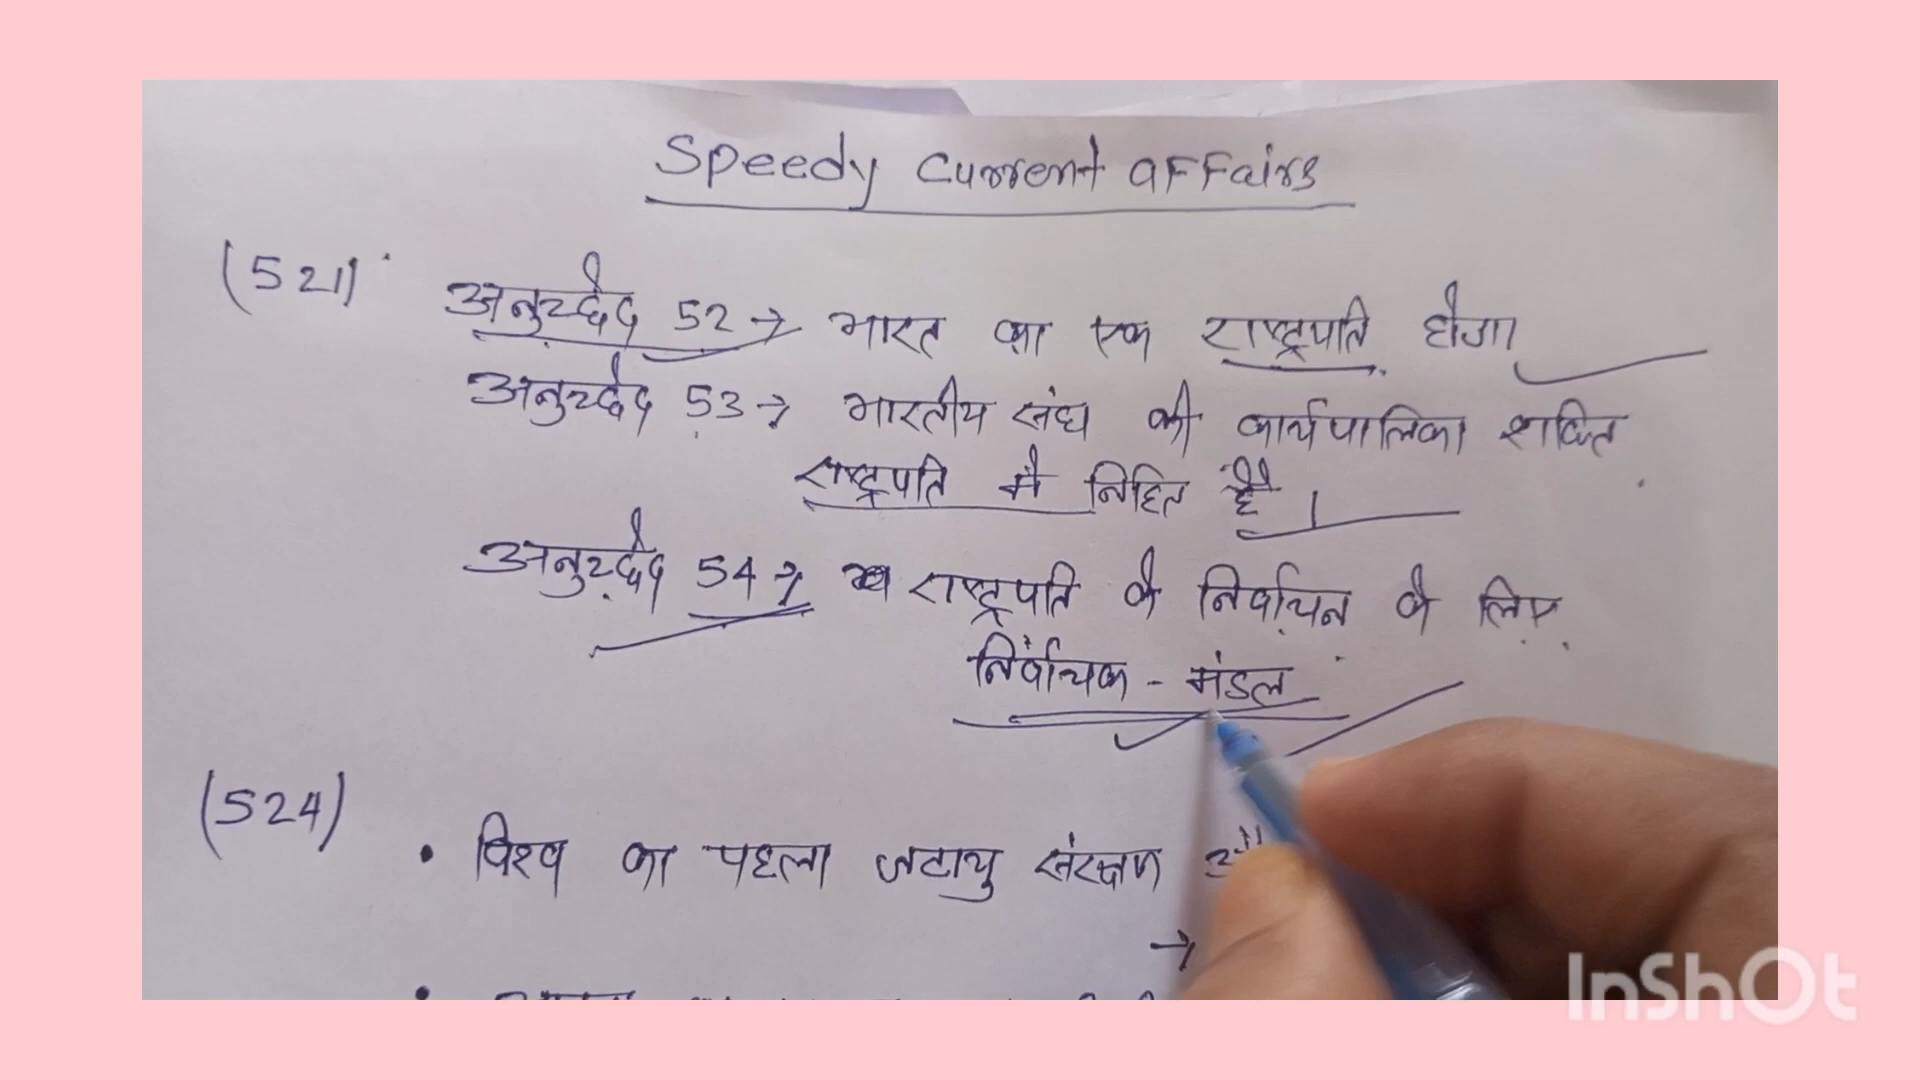 Speedy Current affairs
(521) अनुच्छेद 52 → भारत का एक राष्ट्रपति होगा
अनुच्छेद 53 → भारतीय संघ की कार्यपालिका शक्ति
राष्ट्रपति में निहित है ।
अनुच्छेद 54 → राष्ट्रपति के निर्वाचन के लिए
निर्वाचक - मंडल
(524)
• विश्व का पहला जटायु संरक्षण
→
InShOt